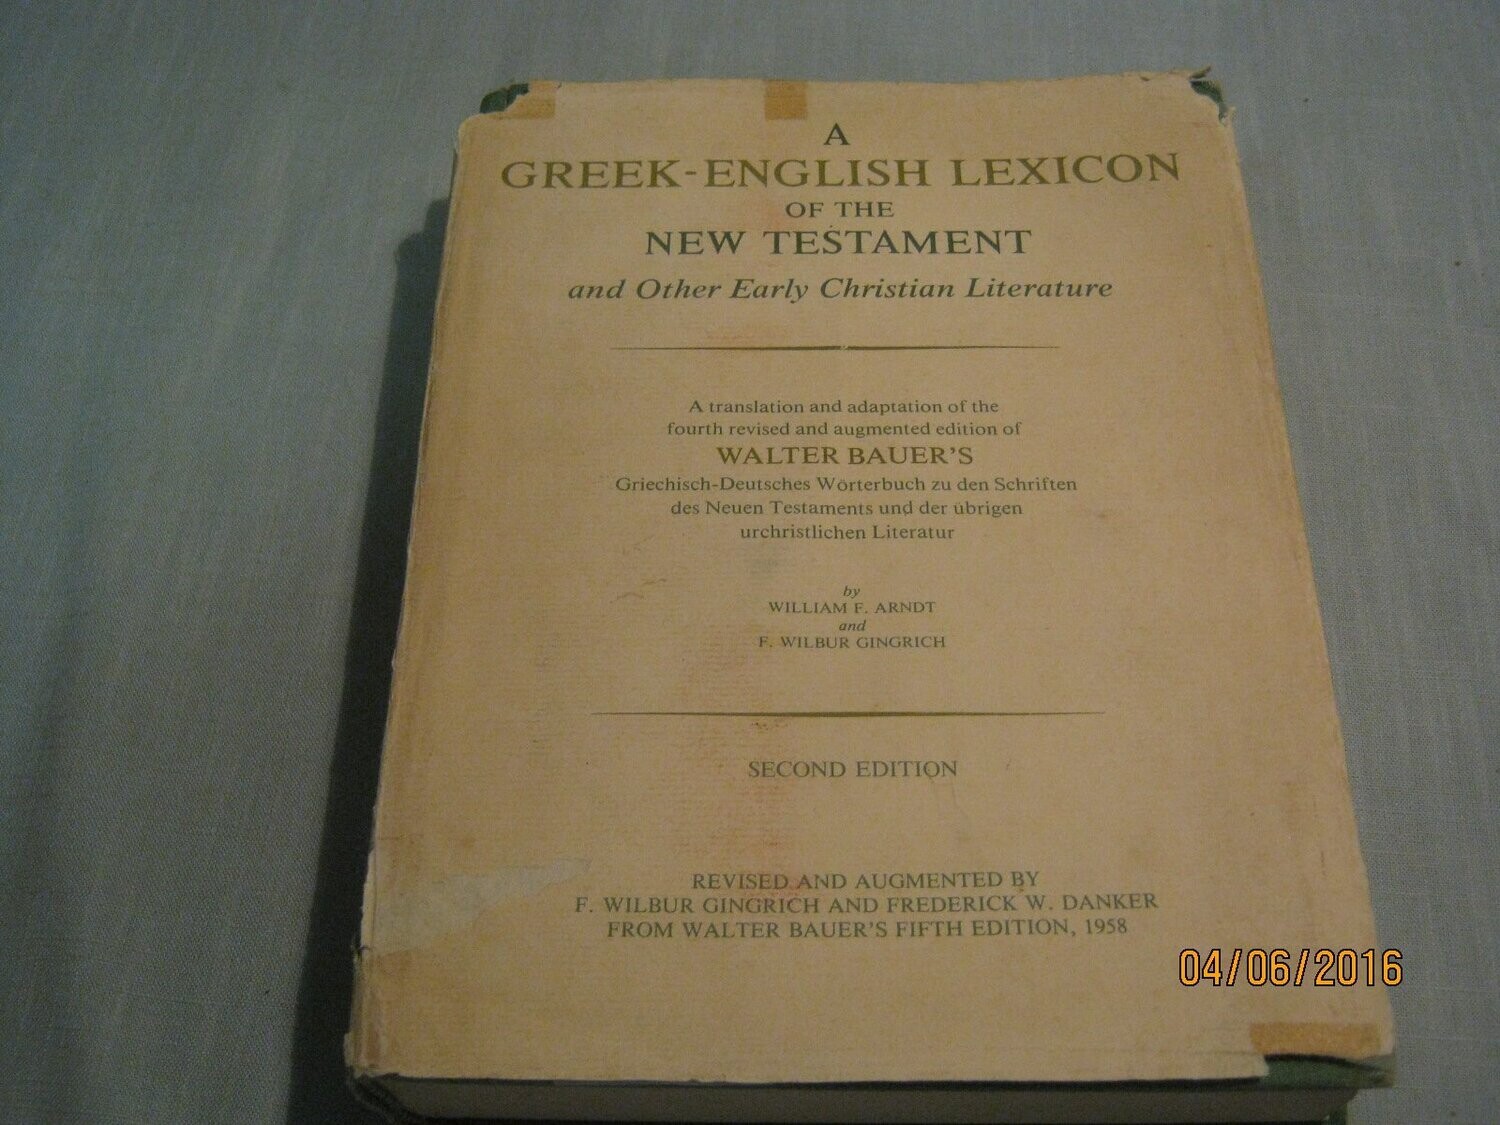 A
GREEK-ENGLISH LEXICON
OF THE
NEW TESTAMENT
and Other Early Christian Literature
A translation and adaptation of the
fourth revised and augmented edition of
WALTER BAUER'S
Griechisch-Deutsches Wörterbuch zu den Schriften
des Neuen Testaments und der übrigen
urchristlichen Literatur
by
WILLIAM F. ARNDT
and
F. WILBUR GINGRICH
SECOND EDITION
REVISED AND AUGMENTED BY
F. WILBUR GINGRICH AND FREDERICK W. DANKER
FROM WALTER BAUER'S FIFTH EDITION, 1958
04/06/2016